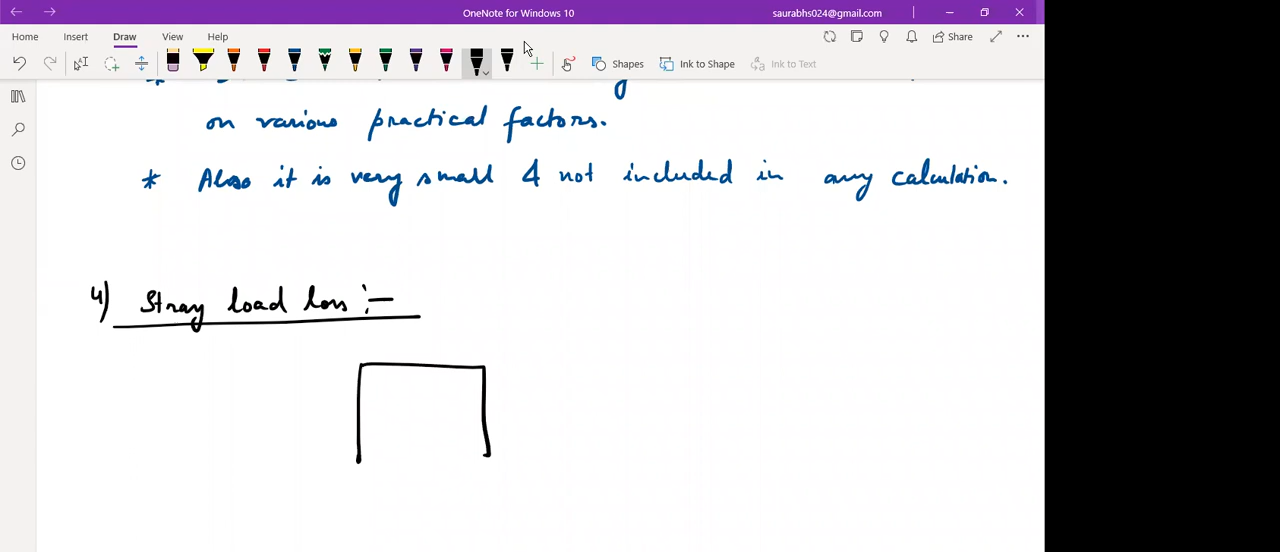 OneNote for Windows 10
saurabhs024@gmail.com
Home Insert Draw View Help
Share
Shapes Ink to Shape Ink to Text
on various practical factors.
* Also it is very small & not included in any calculation.
4) Stray load loss :-